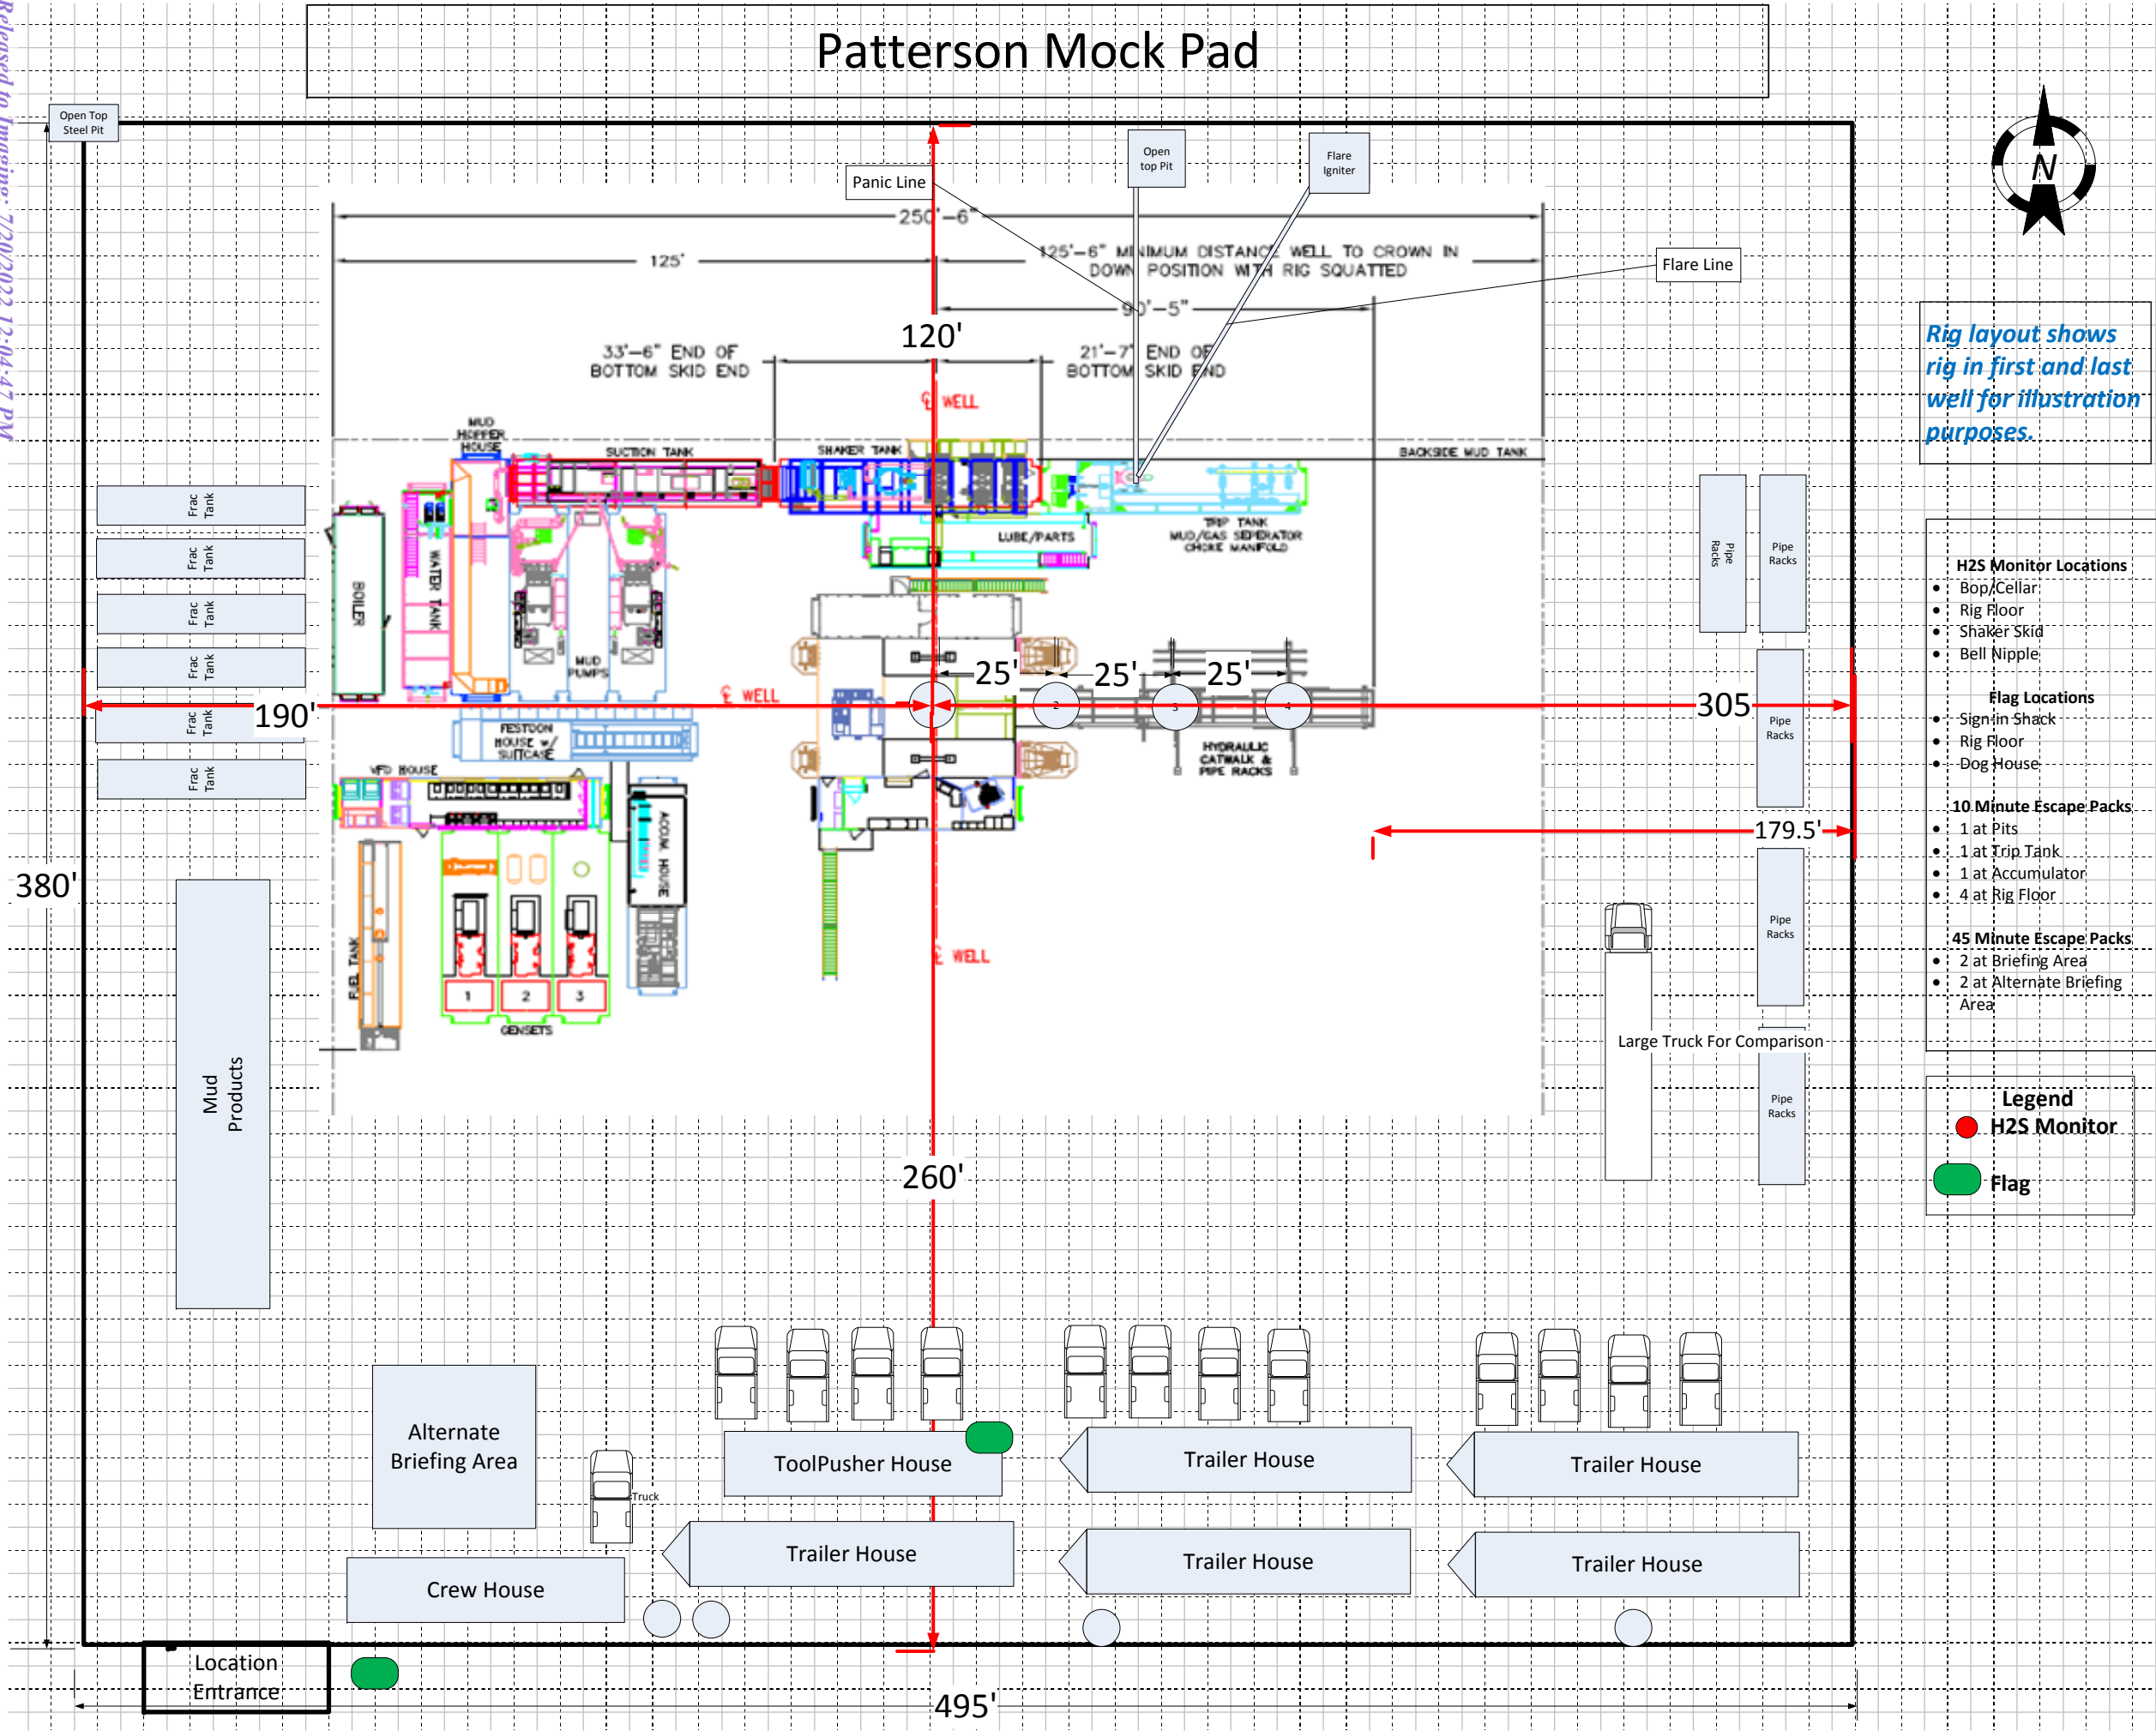 Released to Imaging: 7/20/2022 12:04:47 PM
Patterson Mock Pad
Open Top
Steel Pit
Open
top Pit
Flare
Igniter
N
Panic Line
250'-6"
125'
125'-6" MINIMUM DISTANCE WELL TO CROWN IN
DOWN POSITION WITH RIG SQUATTED
Flare Line
90'-5"
120'
33'-6" END OF
BOTTOM SKID END
21'-7" END OF
BOTTOM SKID END
WELL
Rig layout shows
rig in first and last
well for illustration
purposes.
MUD
HOPPER
HOUSE
SUCTION TANK
SHAKER TANK
BACKSIDE MUD TANK
Frac
Tank
Frac
Tank
Frac
Tank
Frac
Tank
Frac
Tank
Frac
Tank
BOILER
WATER TANK
MUD
PUMPS
LUBE/PARTS
TRIP TANK
MUD/GAS SEPERATOR
CHOKE MANIFOLD
Pipe
Racks
Pipe
Racks
H2S Monitor Locations
• Bop/Cellar
• Rig Floor
• Shaker Skid
• Bell Nipple
25'
25'
25'
WELL
190'
2
3
4
305
Pipe
Racks
Flag Locations
• Sign in Shack
• Rig Floor
• Dog House
FESTOON
HOUSE w/
SUITCASE
HYDRAULIC
CATWALK &
PIPE RACKS
VFD HOUSE
179.5'
10 Minute Escape Packs
• 1 at Pits
• 1 at Trip Tank
• 1 at Accumulator
• 4 at Rig Floor
380'
ACCUM. HOUSE
FUEL TANK
Pipe
Racks
45 Minute Escape Packs
• 2 at Briefing Area
• 2 at Alternate Briefing
Area
WELL
1
2
3
GENSETS
Large Truck For Comparison
Mud
Products
Pipe
Racks
Legend
H2S Monitor
Flag
260'
Alternate
Briefing Area
Truck
ToolPusher House
Trailer House
Trailer House
Crew House
Trailer House
Trailer House
Trailer House
Location
Entrance
495'